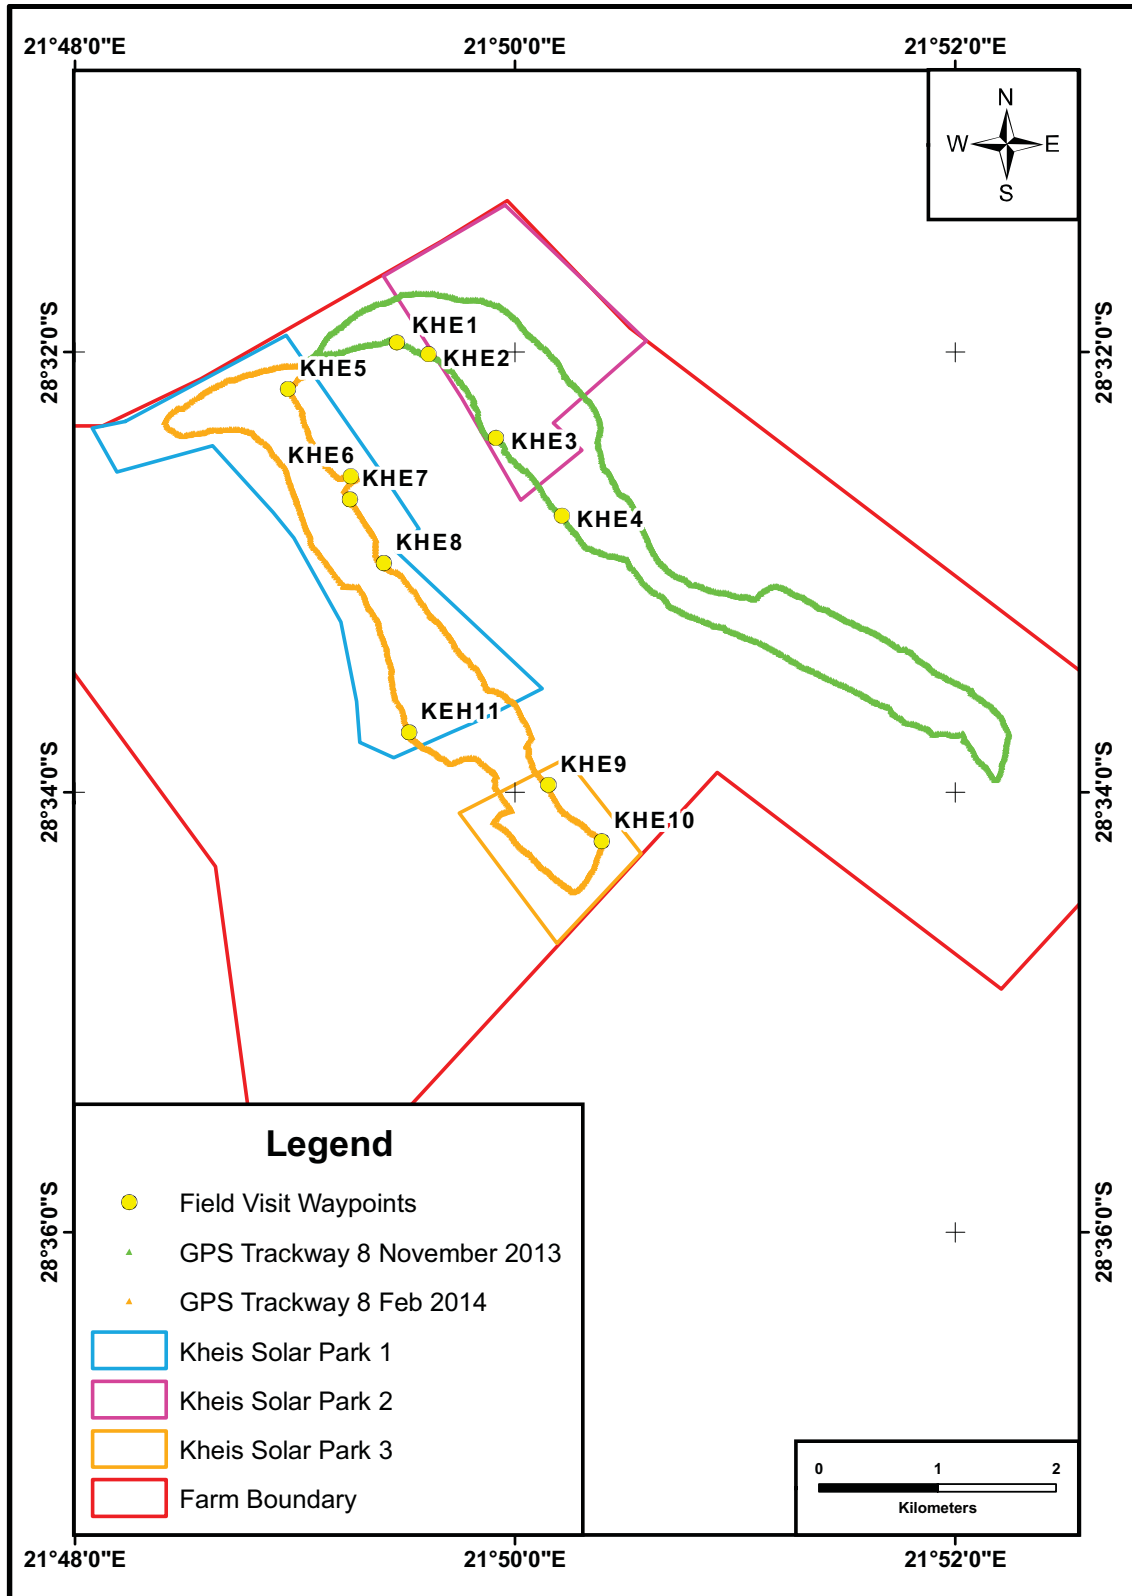 21°48'0"E 21°50'0"E 21°52'0"E
N
W E
S
28°32'0"S 28°32'0"S
KHE1
KHE2
KHE5
KHE3
KHE6
KHE7
KHE4
KHE8
KEH11
KHE9
28°34'0"S 28°34'0"S
KHE10
Legend
Field Visit Waypoints
28°36'0"S 28°36'0"S
GPS Trackway 8 November 2013
GPS Trackway 8 Feb 2014
Kheis Solar Park 1
Kheis Solar Park 2
Kheis Solar Park 3
Farm Boundary
0 1 2
Kilometers
21°48'0"E 21°50'0"E 21°52'0"E